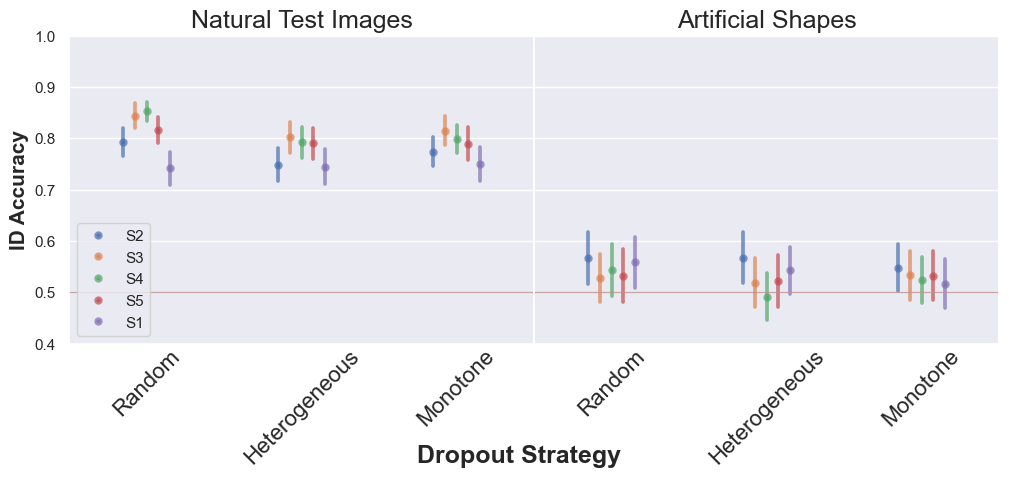 Natural Test Images
Artificial Shapes
1.0
0.9
0.8
0.7
0.6
0.5
0.4
ID Accuracy
S2
S3
S4
S5
S1
Random
Heterogeneous
Monotone
Random
Heterogeneous
Monotone
Dropout Strategy